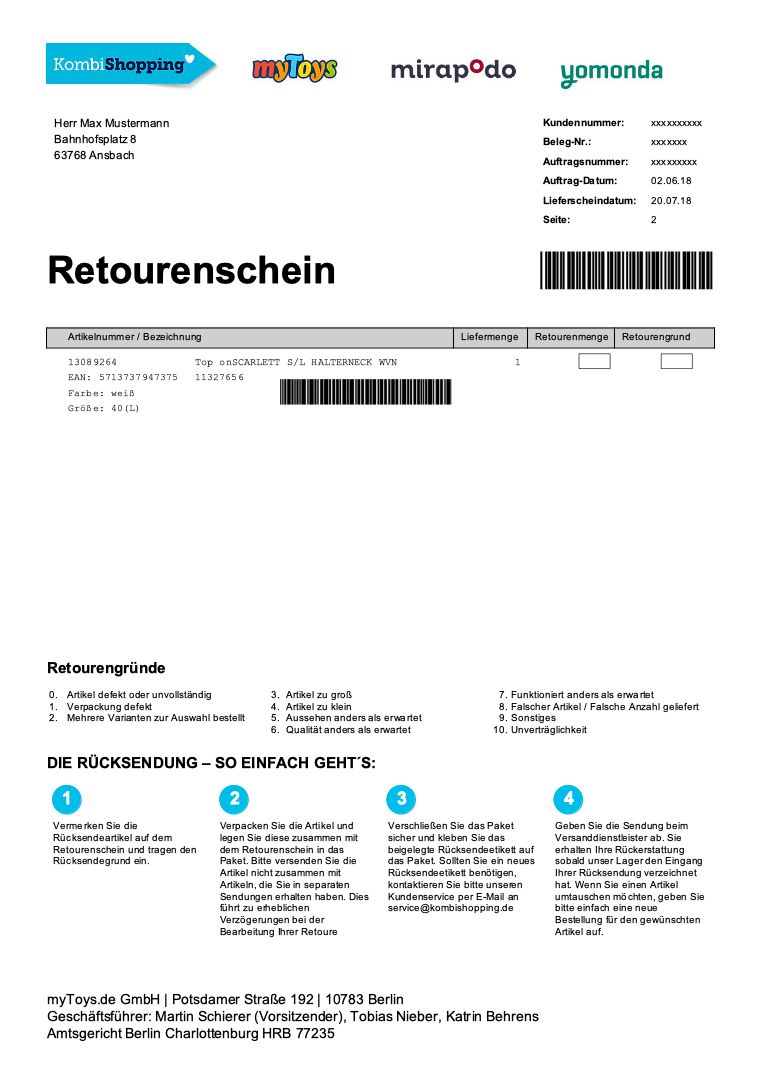 KombiShopping
myToys
mirapodo
yomonda
Herr Max Mustermann
Bahnhofsplatz 8
63768 Ansbach
Kundennummer: xxxxxxxxxx
Beleg-Nr.: xxxxxxx
Auftragsnummer: xxxxxxxxx
Auftrag-Datum: 02.06.18
Lieferscheindatum: 20.07.18
Seite: 2
Retourenschein
Artikelnummer / Bezeichnung Liefermenge Retourenmenge Retourengrund
13089264 Top onSCARLETT S/L HALTERNECK WVN 1
EAN: 5713737947375 11327656
Farbe: weiß
Größe: 40(L)
Retourengründe
0. Artikel defekt oder unvollständig
1. Verpackung defekt
2. Mehrere Varianten zur Auswahl bestellt
3. Artikel zu groß
4. Artikel zu klein
5. Aussehen anders als erwartet
6. Qualität anders als erwartet
7. Funktioniert anders als erwartet
8. Falscher Artikel / Falsche Anzahl geliefert
9. Sonstiges
10. Unverträglichkeit
DIE RÜCKSENDUNG – SO EINFACH GEHT´S:
1
Vermerken Sie die
Rücksendeartikel auf dem
Retourenschein und tragen den
Rücksendegrund ein.
2
Verpacken Sie die Artikel und
legen Sie diese zusammen mit
dem Retourenschein in das
Paket. Bitte versenden Sie die
Artikel nicht zusammen mit
Artikeln, die Sie in separaten
Sendungen erhalten haben. Dies
führt zu erheblichen
Verzögerungen bei der
Bearbeitung Ihrer Retoure
3
Verschließen Sie das Paket
sicher und kleben Sie das
beigelegte Rücksendeetikett auf
das Paket. Sollten Sie ein neues
Rücksendeetikett benötigen,
kontaktieren Sie bitte unseren
Kundenservice per E-Mail an
service@kombishopping.de
4
Geben Sie die Sendung beim
Versanddienstleister ab. Sie
erhalten Ihre Rückerstattung
sobald unser Lager den Eingang
Ihrer Rücksendung verzeichnet
hat. Wenn Sie einen Artikel
umtauschen möchten, geben Sie
bitte einfach eine neue
Bestellung für den gewünschten
Artikel auf.
myToys.de GmbH | Potsdamer Straße 192 | 10783 Berlin
Geschäftsführer: Martin Schierer (Vorsitzender), Tobias Nieber, Katrin Behrens
Amtsgericht Berlin Charlottenburg HRB 77235